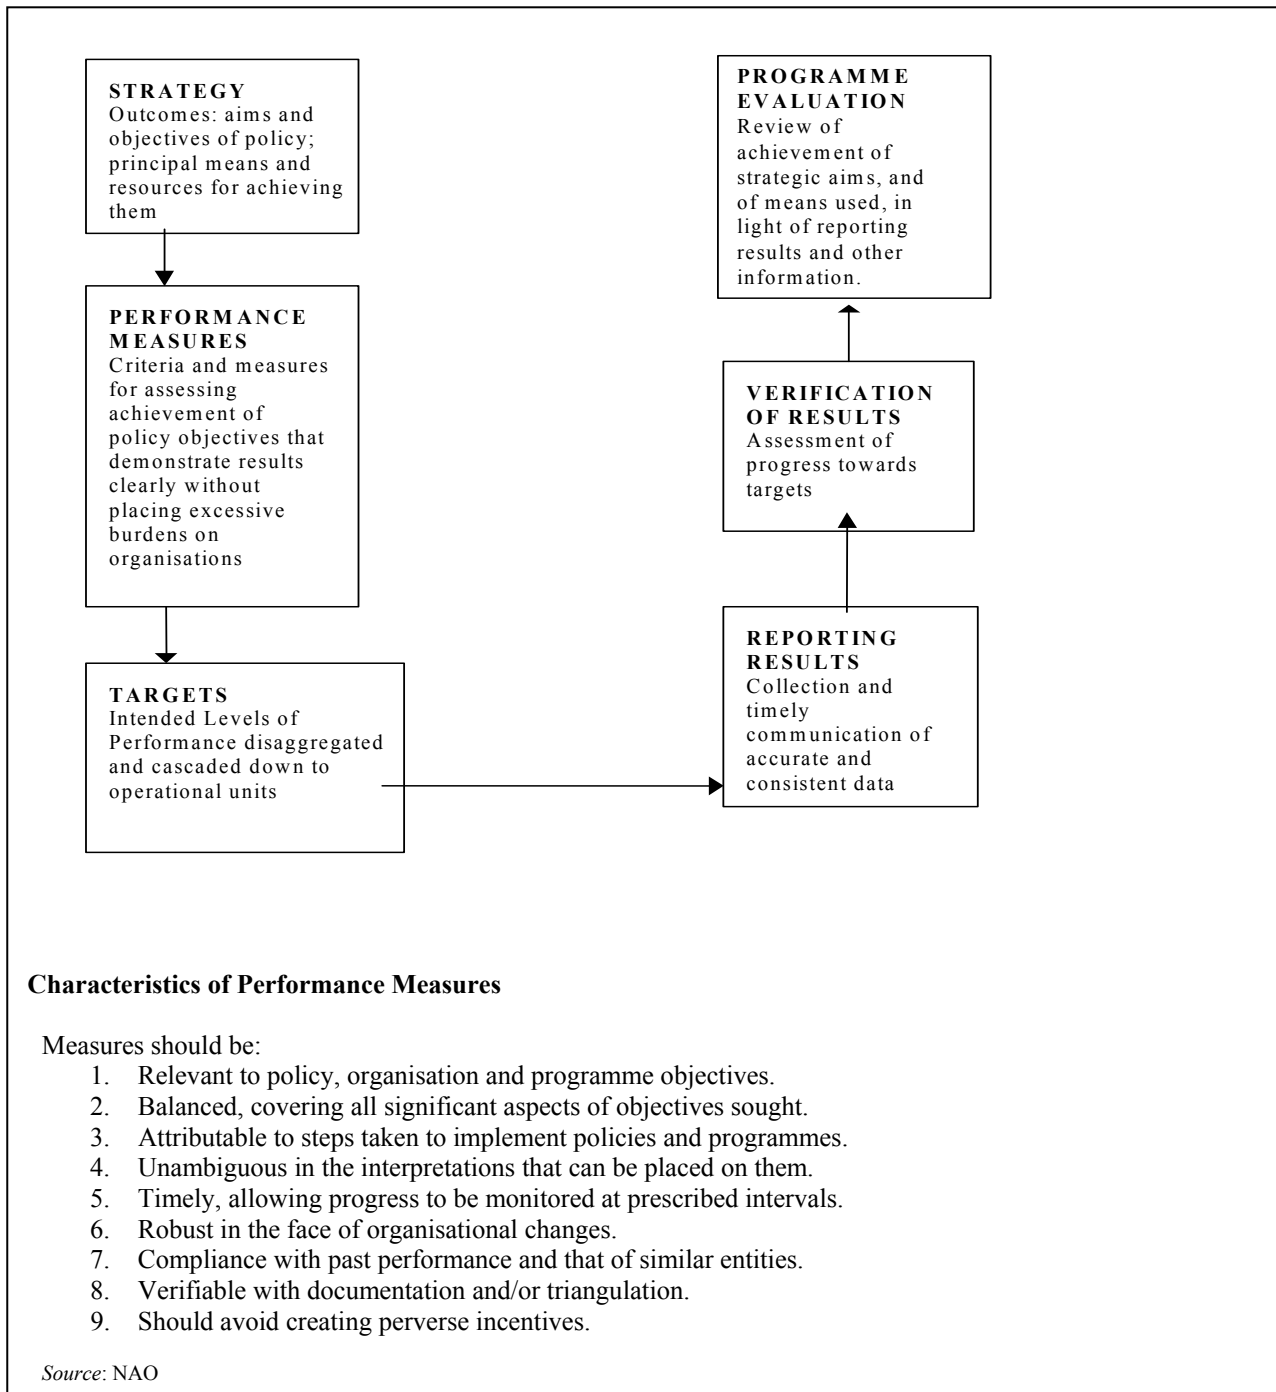 STRATEGY
Outcomes: aims and
objectives of policy;
principal means and
resources for achieving
them
PERFORMANCE
MEASURES
Criteria and measures
for assessing
achievement of
policy objectives that
demonstrate results
clearly without
placing excessive
burdens on
organisations
TARGETS
Intended Levels of
Performance disaggregated
and cascaded down to
operational units
REPORTING
RESULTS
Collection and
timely
communication of
accurate and
consistent data
VERIFICATION
OF RESULTS
Assessment of
progress towards
targets
PROGRAMME
EVALUATION
Review of
achievement of
strategic aims, and
of means used, in
light of reporting
results and other
information.
Characteristics of Performance Measures
Measures should be:
1. Relevant to policy, organisation and programme objectives.
2. Balanced, covering all significant aspects of objectives sought.
3. Attributable to steps taken to implement policies and programmes.
4. Unambiguous in the interpretations that can be placed on them.
5. Timely, allowing progress to be monitored at prescribed intervals.
6. Robust in the face of organisational changes.
7. Compliance with past performance and that of similar entities.
8. Verifiable with documentation and/or triangulation.
9. Should avoid creating perverse incentives.
Source: NAO